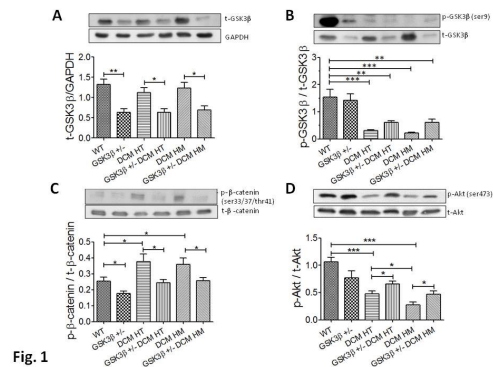 A
t-GSK3β
GAPDH
t-GSK3β/GAPDH
1.5
1.0
0.5
0.0
**
*
*
WT
GSK3β +/-
DCM HT
GSK3β +/- DCM HT
DCM HM
GSK3β +/- DCM HM
B
p-GSK3β (ser9)
t-GSK3β
p-GSK3β / t-GSK3β
2.0
1.5
1.0
0.5
0.0
**
***
**
***
WT
GSK3β +/-
DCM HT
GSK3β +/- DCM HT
DCM HM
GSK3β +/- DCM HM
C
p-β-catenin
(ser33/37/thr41)
t-β -catenin
p-β-catenin / t- β-catenin
0.5
0.4
0.3
0.2
0.1
0.0
*
*
*
*
*
WT
GSK3β +/-
DCM HT
GSK3β +/- DCM HT
DCM HM
GSK3β +/- DCM HM
D
p-Akt (ser473)
t-Akt
p-Akt / t-Akt
1.5
1.0
0.5
0.0
***
***
*
*
*
WT
GSK3β +/-
DCM HT
GSK3β +/- DCM HT
DCM HM
GSK3β +/- DCM HM
Fig. 1